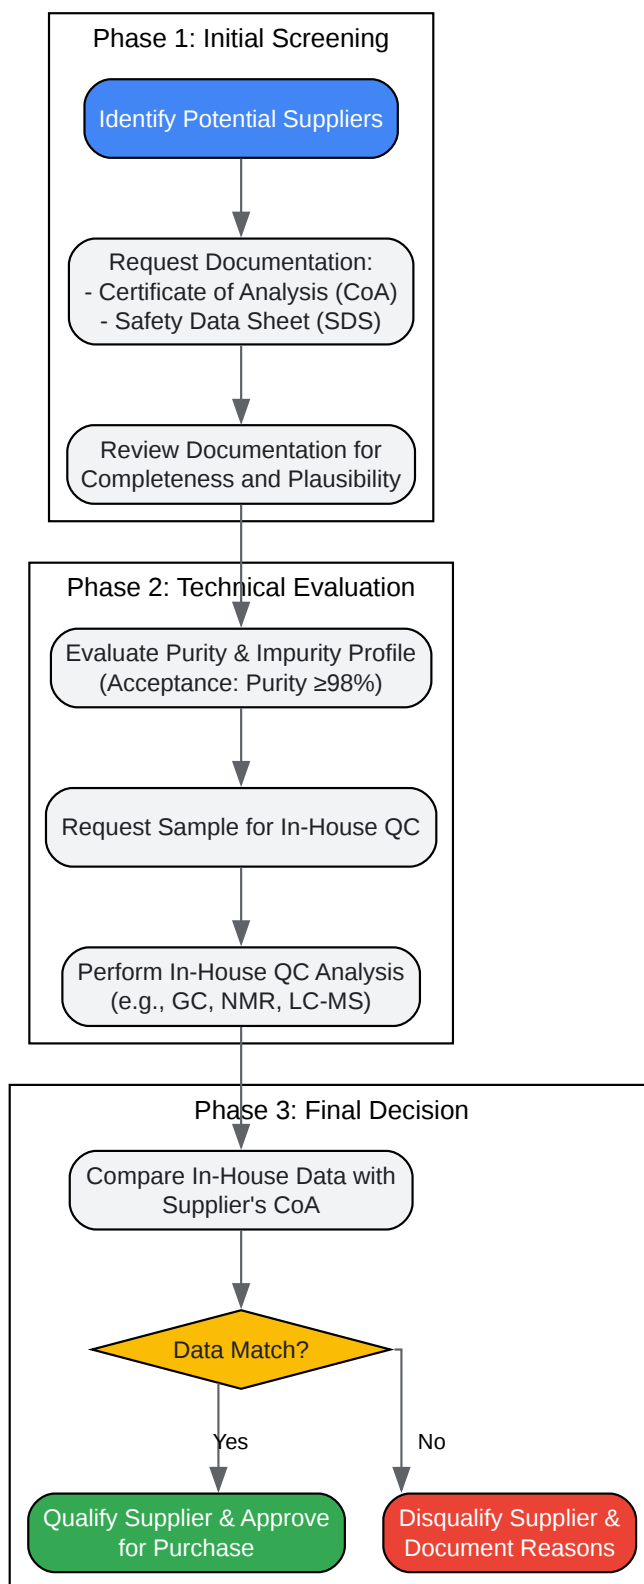 Phase 1: Initial Screening
Identify Potential Suppliers
Request Documentation:
- Certificate of Analysis (CoA)
- Safety Data Sheet (SDS)
Review Documentation for
Completeness and Plausibility
Phase 2: Technical Evaluation
Evaluate Purity & Impurity Profile
(Acceptance: Purity ≥98%)
Request Sample for In-House QC
Perform In-House QC Analysis
(e.g., GC, NMR, LC-MS)
Phase 3: Final Decision
Compare In-House Data with
Supplier's CoA
Data Match?
Yes
No
Qualify Supplier & Approve
for Purchase
Disqualify Supplier &
Document Reasons